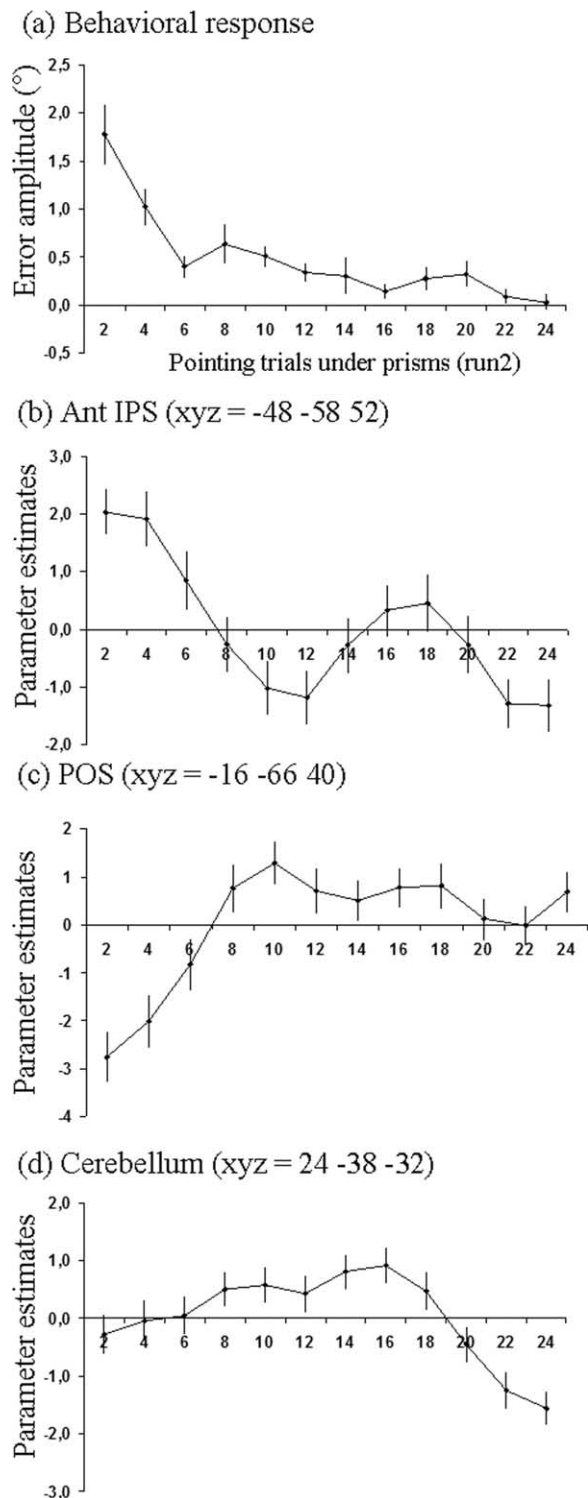 (a) Behavioral response
Error amplitude (°)
2,5
2,0
1,5
1,0
0,5
0,0
-0,5
2 4 6 8 10 12 14 16 18 20 22 24
Pointing trials under prisms (run2)
(b) Ant IPS (xyz = -48 -58 52)
Parameter estimates
3,0
2,0
1,0
0,0
-1,0
-2,0
2 4 6 8 10 12 14 16 18 20 22 24
(c) POS (xyz = -16 -66 40)
Parameter estimates
2
1
0
-1
-2
-3
-4
2 4 6 8 10 12 14 16 18 20 22 24
(d) Cerebellum (xyz = 24 -38 -32)
Parameter estimates
2,0
1,0
0,0
-1,0
-2,0
-3,0
2 4 6 8 10 12 14 16 18 20 22 24